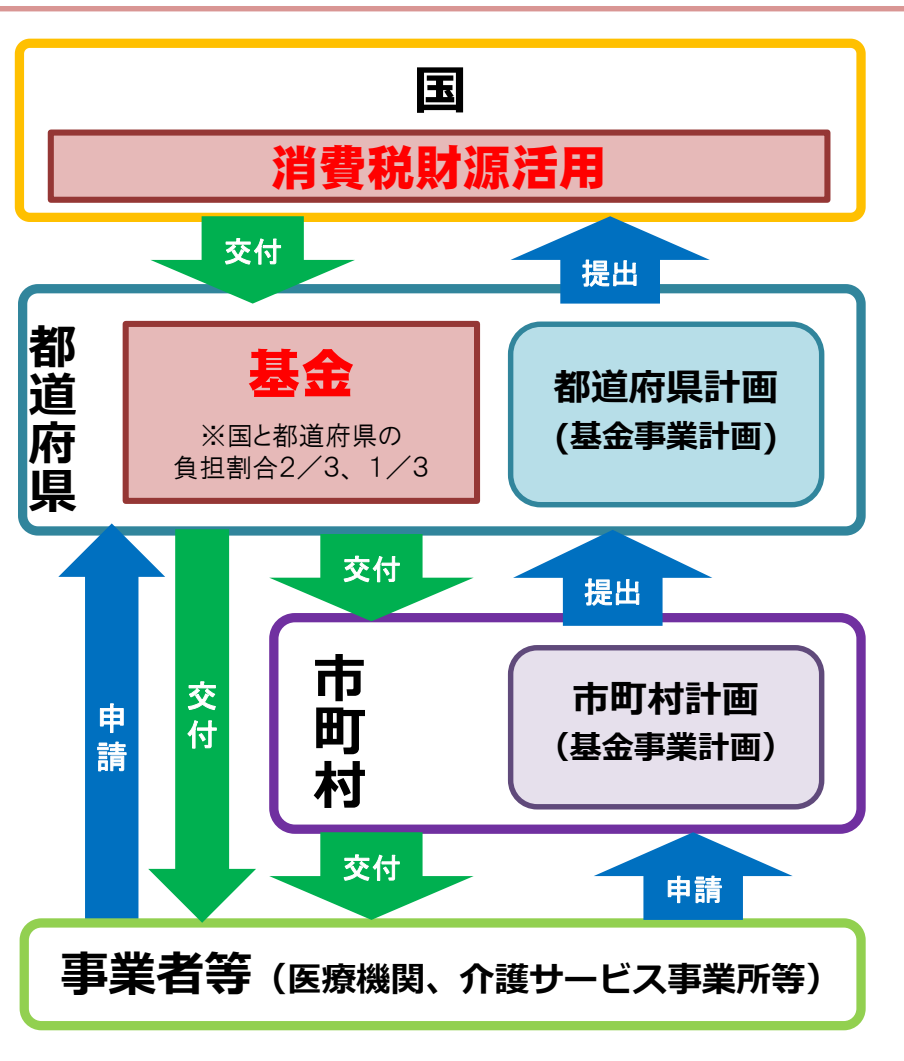 国
消費税財源活用
交付
提出
都道府県
基金
※国と都道府県の
負担割合2／3、1／3
都道府県計画
(基金事業計画)
申請
交付
交付
提出
市町村
市町村計画
（基金事業計画）
交付
申請
事業者等（医療機関、介護サービス事業所等）